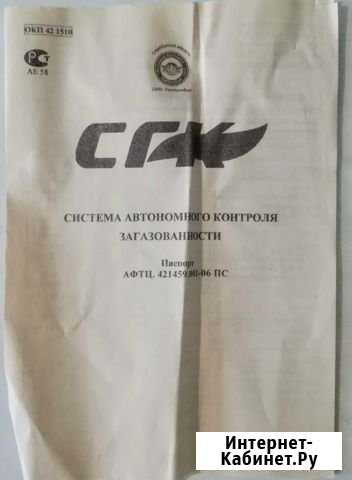 ОКП 42 1510
АЕ 58
СГК
СИСТЕМА АВТОНОМНОГО КОНТРОЛЯ
ЗАГАЗОВАННОСТИ
Паспорт
АФТЦ. 421459.00-06 ПС
Интернет-
Кабинет.Ру